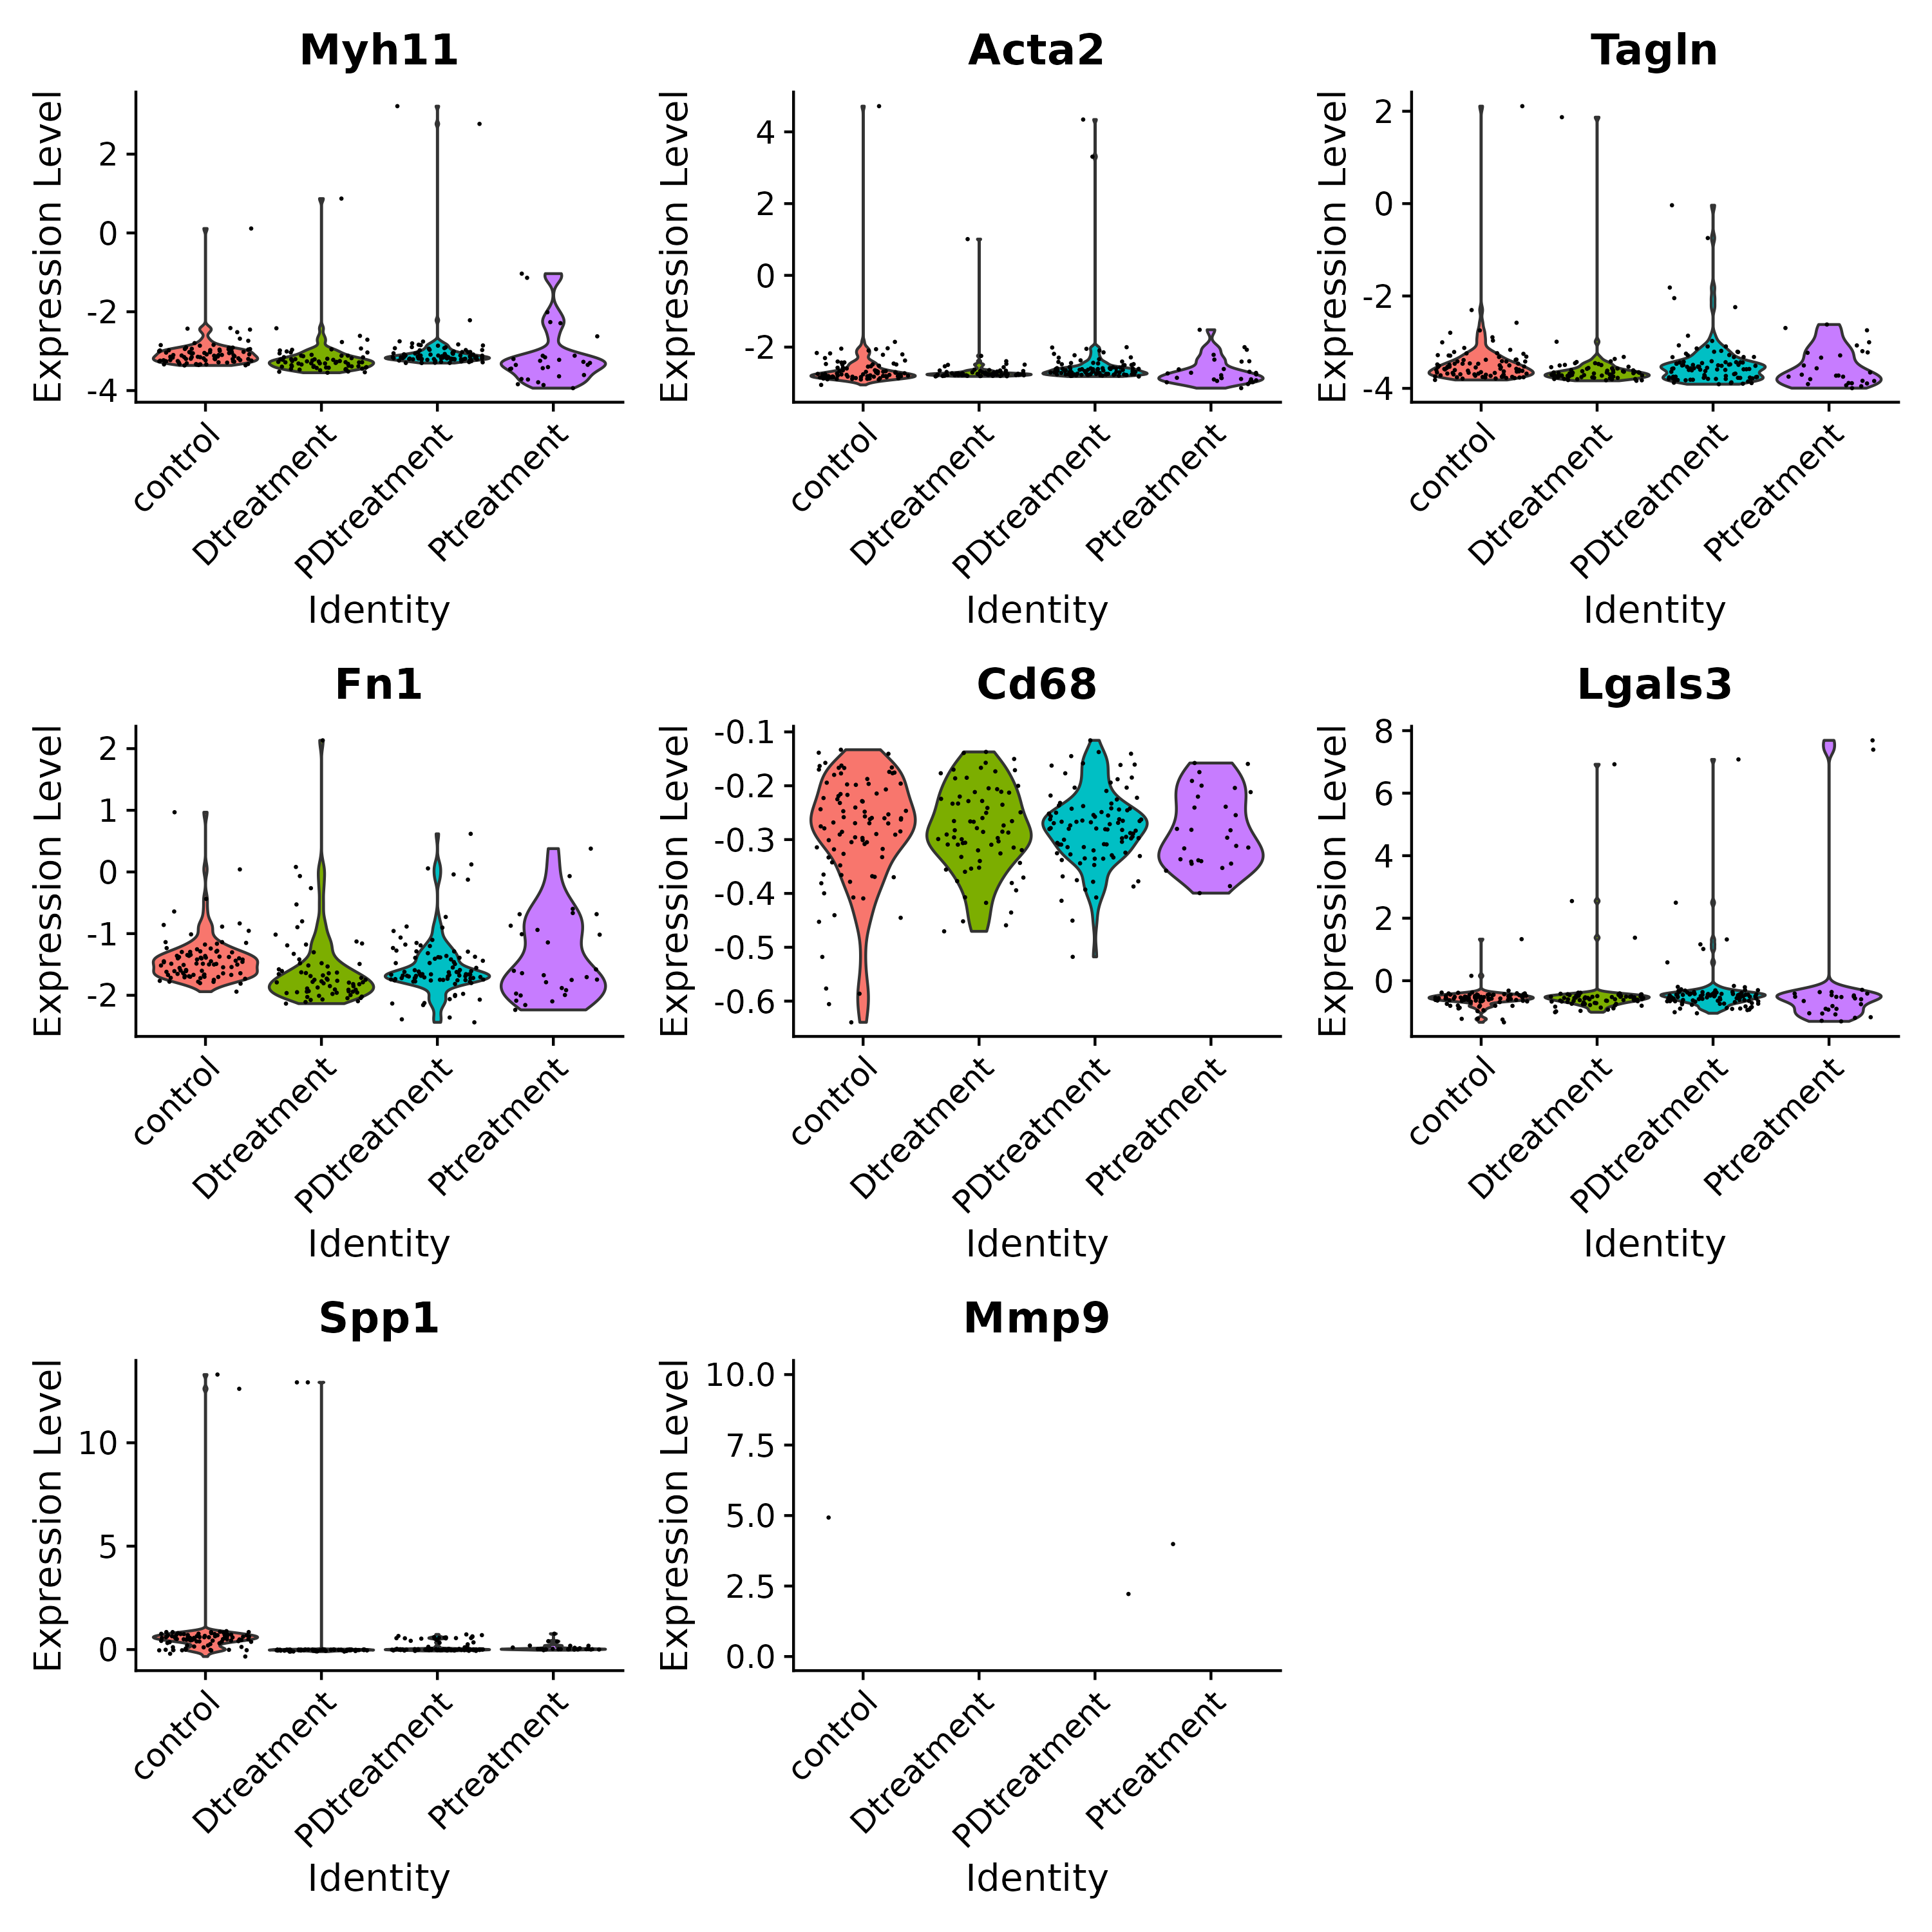 Myh11
Acta2
Tagln
Expression Level
2
0
-2
-4
control
Dtreatment
PDtreatment
Ptreatment
Identity
Expression Level
4
2
0
-2
control
Dtreatment
PDtreatment
Ptreatment
Identity
Expression Level
2
0
-2
-4
control
Dtreatment
PDtreatment
Ptreatment
Identity
Fn1
Cd68
Lgals3
Expression Level
2
1
0
-1
-2
control
Dtreatment
PDtreatment
Ptreatment
Identity
Expression Level
-0.1
-0.2
-0.3
-0.4
-0.5
-0.6
control
Dtreatment
PDtreatment
Ptreatment
Identity
Expression Level
8
6
4
2
0
control
Dtreatment
PDtreatment
Ptreatment
Identity
Spp1
Mmp9
Expression Level
10
5
0
control
Dtreatment
PDtreatment
Ptreatment
Identity
Expression Level
10.0
7.5
5.0
2.5
0.0
control
Dtreatment
PDtreatment
Ptreatment
Identity